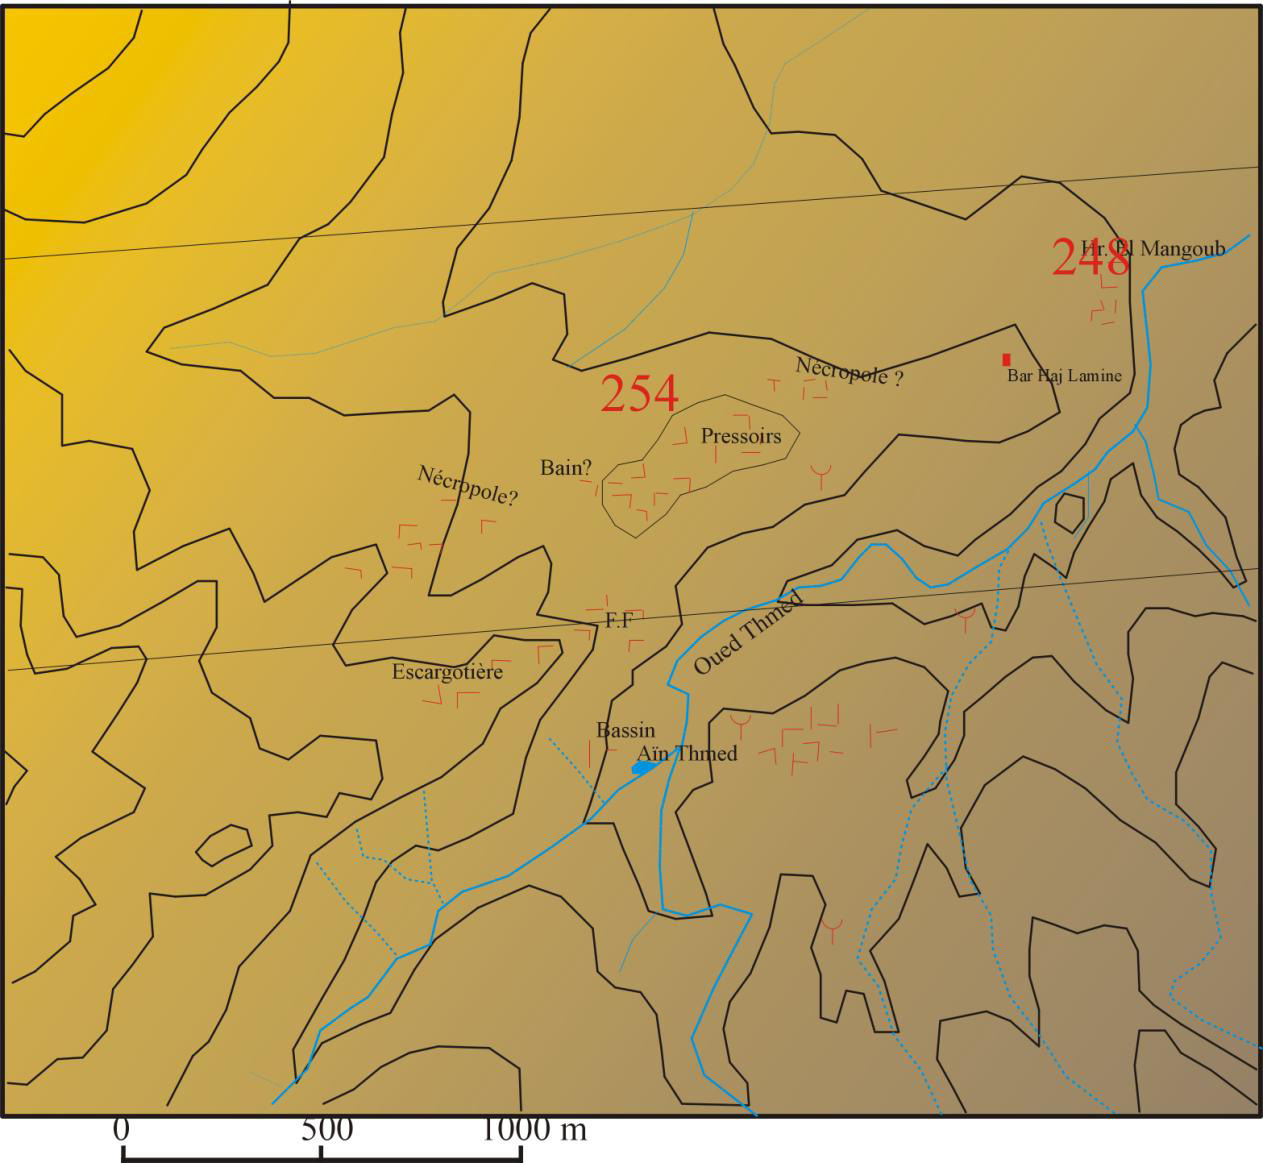 Hr. El Mangoub
248
Nécropole ?
Bar Haj Lamine
254
Pressoirs
Bain?
Nécropole?
F.F
Oued Thmed
Escargotière
Bassin
Aïn Thmed
0 500 1000 m